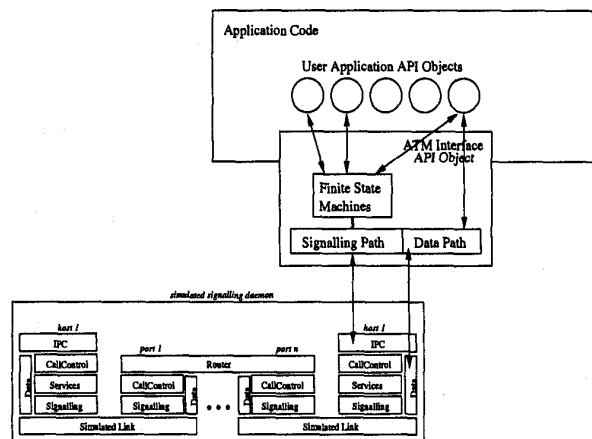 Application Code
User Application API Objects
ATM Interface
API Object
Finite State
Machines
Signalling Path
Data Path
simulated signalling daemon
host 1
host 1
IPC
port 1
port n
IPC
Router
CallControl
Data
CallControl
Services
CallControl
Data
• • •
Data
CallControl
Services
Data
Signalling
Signalling
Signalling
Signalling
Simulated Link
Simulated Link